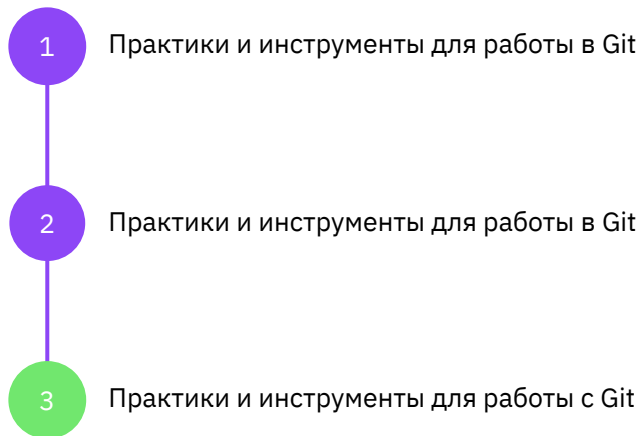 1 Практики и инструменты для работы в Git
2 Практики и инструменты для работы в Git
3 Практики и инструменты для работы с Git